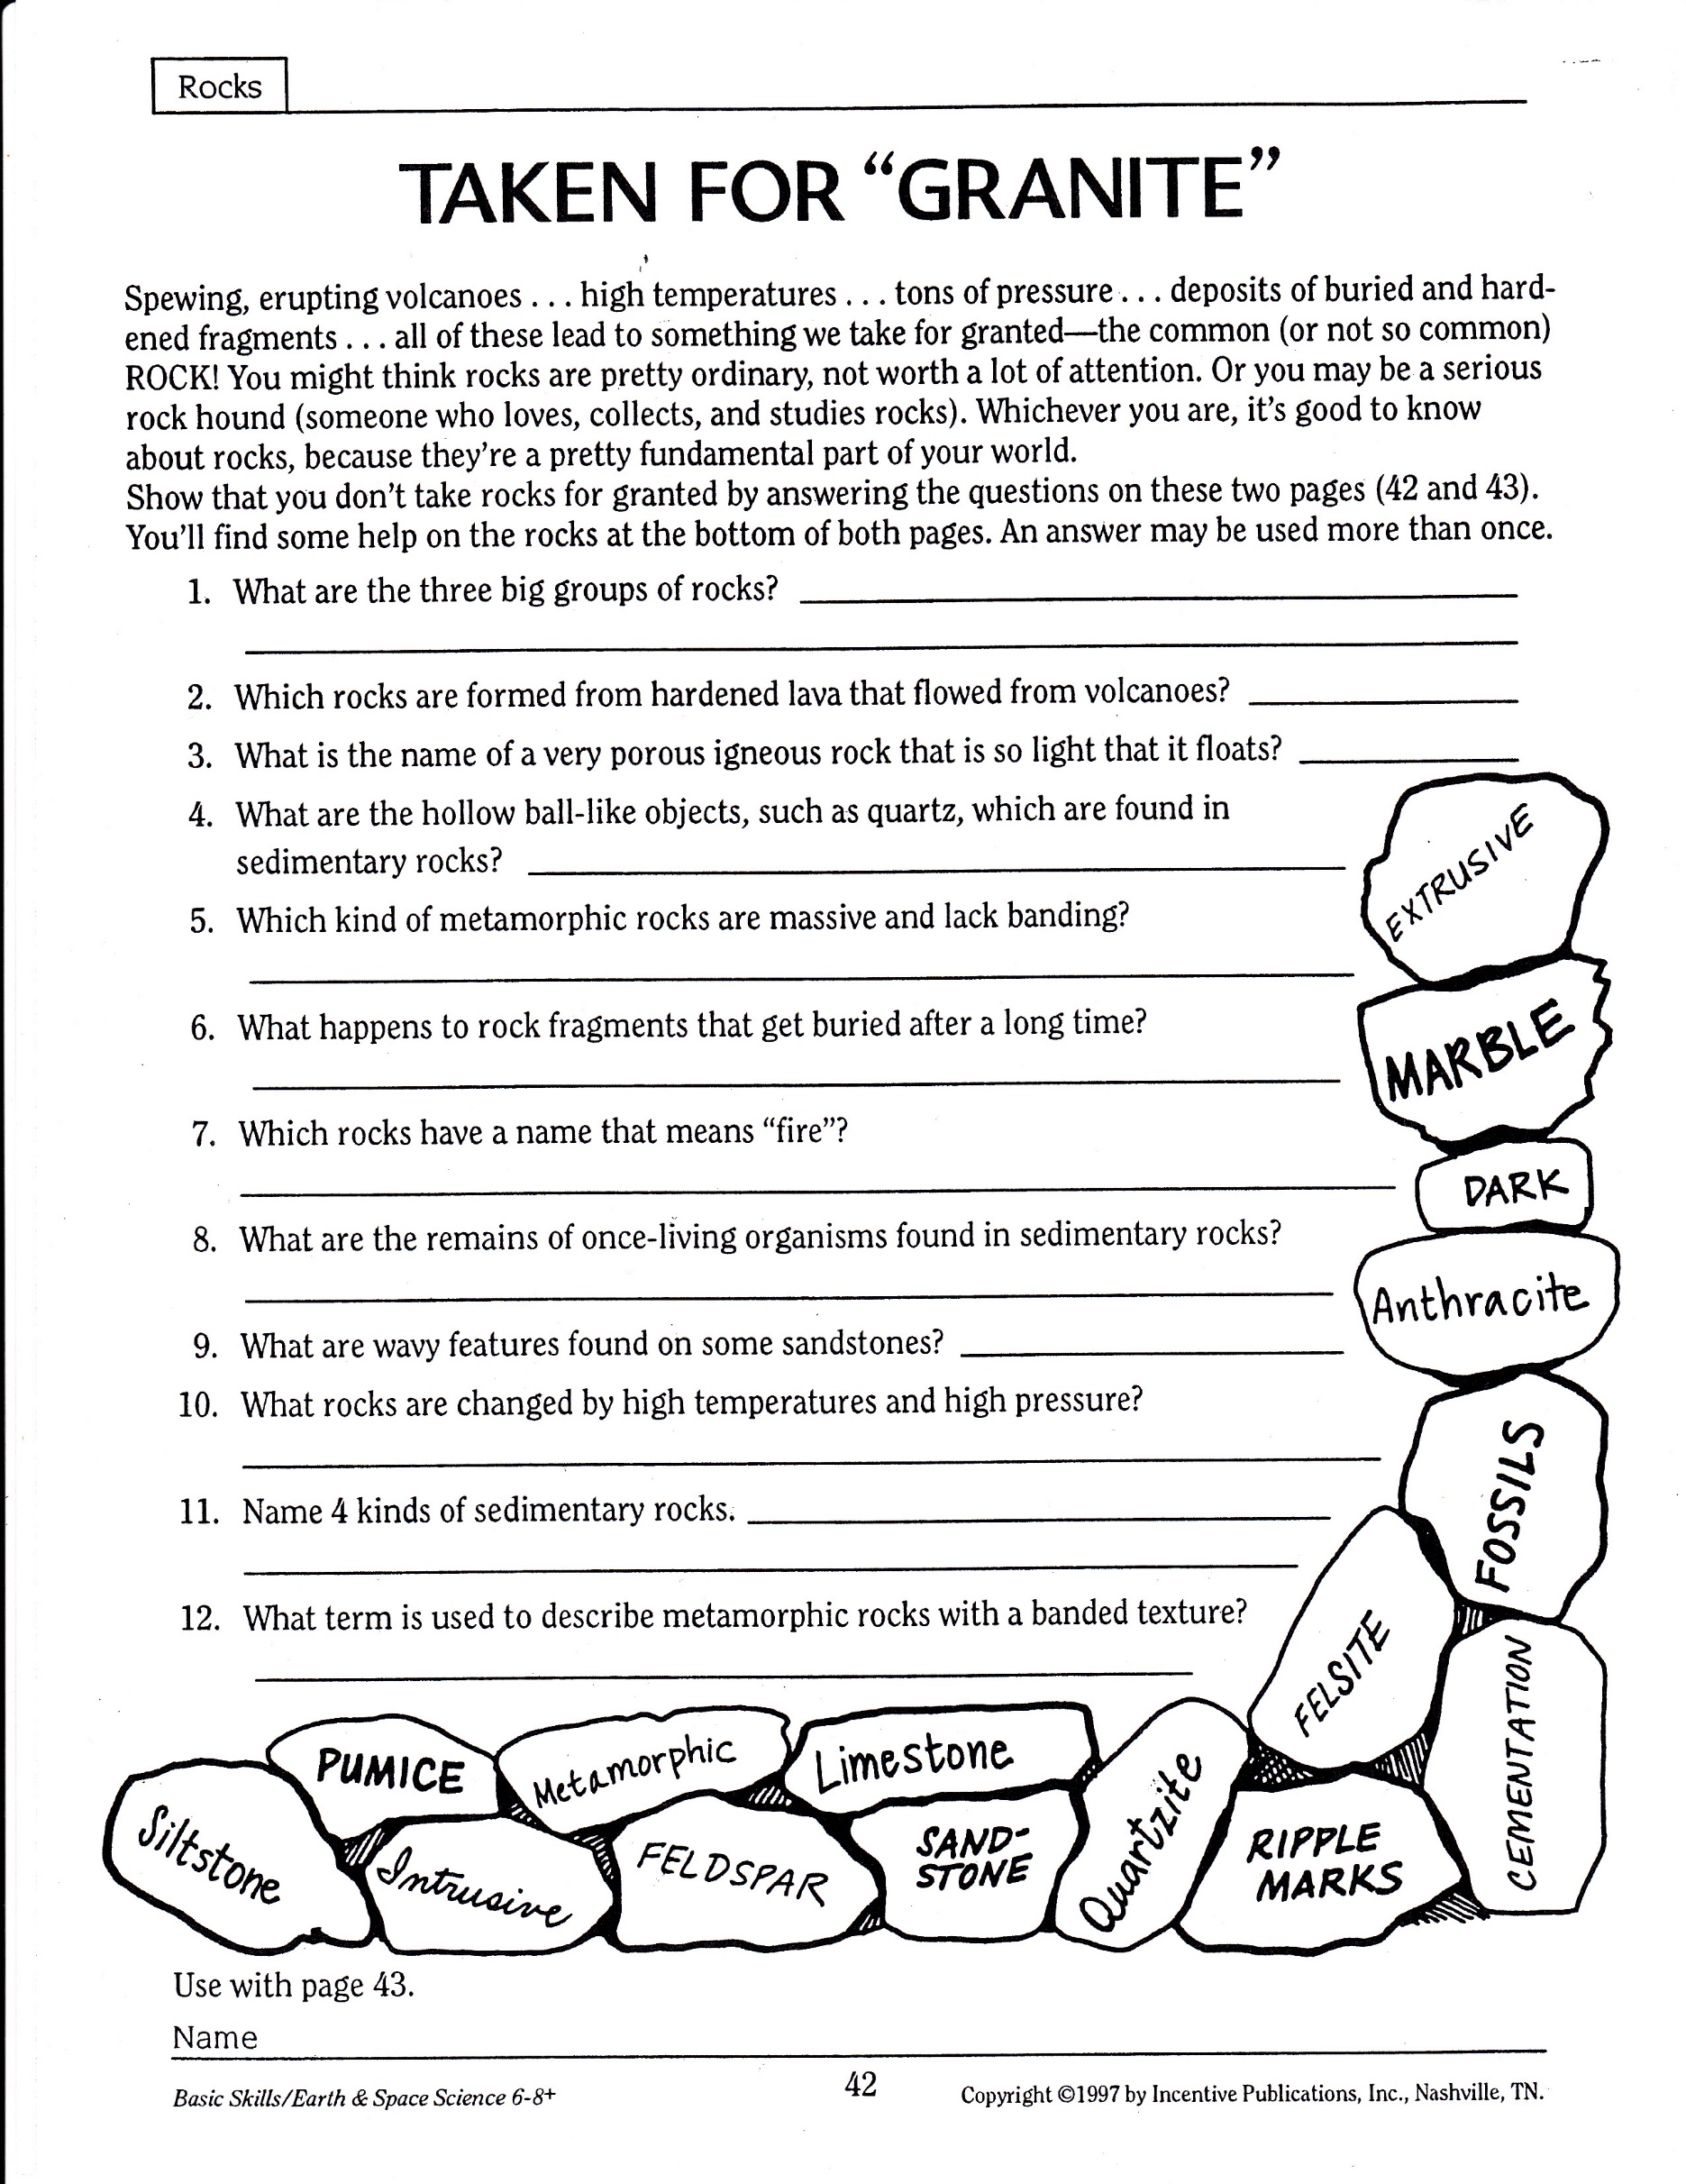 Rocks
TAKEN FOR “GRANITE”
Spewing, erupting volcanoes . . . high temperatures . . . tons of pressure . . . deposits of buried and hard-
ened fragments . . . all of these lead to something we take for granted—the common (or not so common)
ROCK! You might think rocks are pretty ordinary, not worth a lot of attention. Or you may be a serious
rock hound (someone who loves, collects, and studies rocks). Whichever you are, it’s good to know
about rocks, because they’re a pretty fundamental part of your world.
Show that you don’t take rocks for granted by answering the questions on these two pages (42 and 43).
You’ll find some help on the rocks at the bottom of both pages. An answer may be used more than once.
1. What are the three big groups of rocks?
2. Which rocks are formed from hardened lava that flowed from volcanoes?
3. What is the name of a very porous igneous rock that is so light that it floats?
4. What are the hollow ball-like objects, such as quartz, which are found in
sedimentary rocks?
5. Which kind of metamorphic rocks are massive and lack banding?
6. What happens to rock fragments that get buried after a long time?
7. Which rocks have a name that means “fire”?
8. What are the remains of once-living organisms found in sedimentary rocks?
9. What are wavy features found on some sandstones?
10. What rocks are changed by high temperatures and high pressure?
11. Name 4 kinds of sedimentary rocks.
12. What term is used to describe metamorphic rocks with a banded texture?
EXTRUSIVE
MARBLE
DARK
Anthracite
FOSSILS
FELSITE
CEMENTATION
PUMICE
Metamorphic
Limestone
Siltstone
Intrusive
FELDSPAR
SAND-
STONE
Quartzite
RIPPLE
MARKS
Use with page 43.
Name
Basic Skills/Earth & Space Science 6-8+
42
Copyright ©1997 by Incentive Publications, Inc., Nashville, TN.